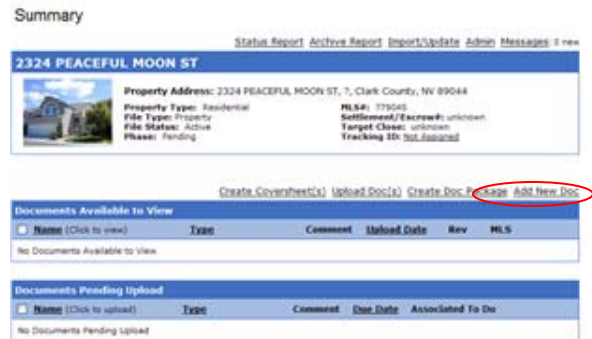 Summary
Status Report Archive Report Import/Update Admin Messages: 0 new
2324 PEACEFUL MOON ST
Property Address: 2324 PEACEFUL MOON ST, ?, Clark County, NV 89044
Property Type: Residential MLS#: 779045
File Type: Property Settlement/Escrow#: unknown
File Status: Active Target Close: unknown
Phase: Pending Tracking ID: Not Assigned
Create Coversheet(s) Upload Doc(s) Create Doc Package Add New Doc
Documents Available to View
Name (Click to view) Type Comment Upload Date Rev MLS
No Documents Available to View
Documents Pending Upload
Name (Click to upload) Type Comment Due Date Associated To Do
No Documents Pending Upload